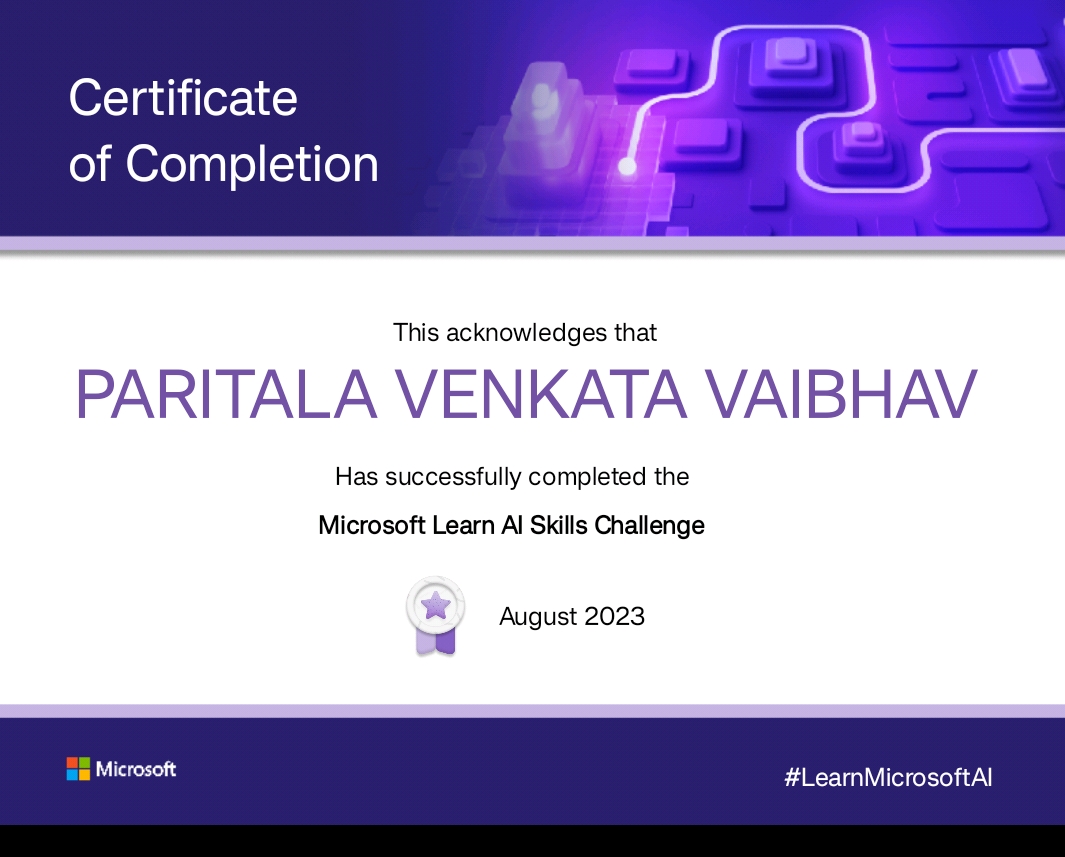 Certificate
of Completion
This acknowledges that
PARITALA VENKATA VAIBHAV
Has successfully completed the
Microsoft Learn AI Skills Challenge
August 2023
Microsoft
#LearnMicrosoftAI